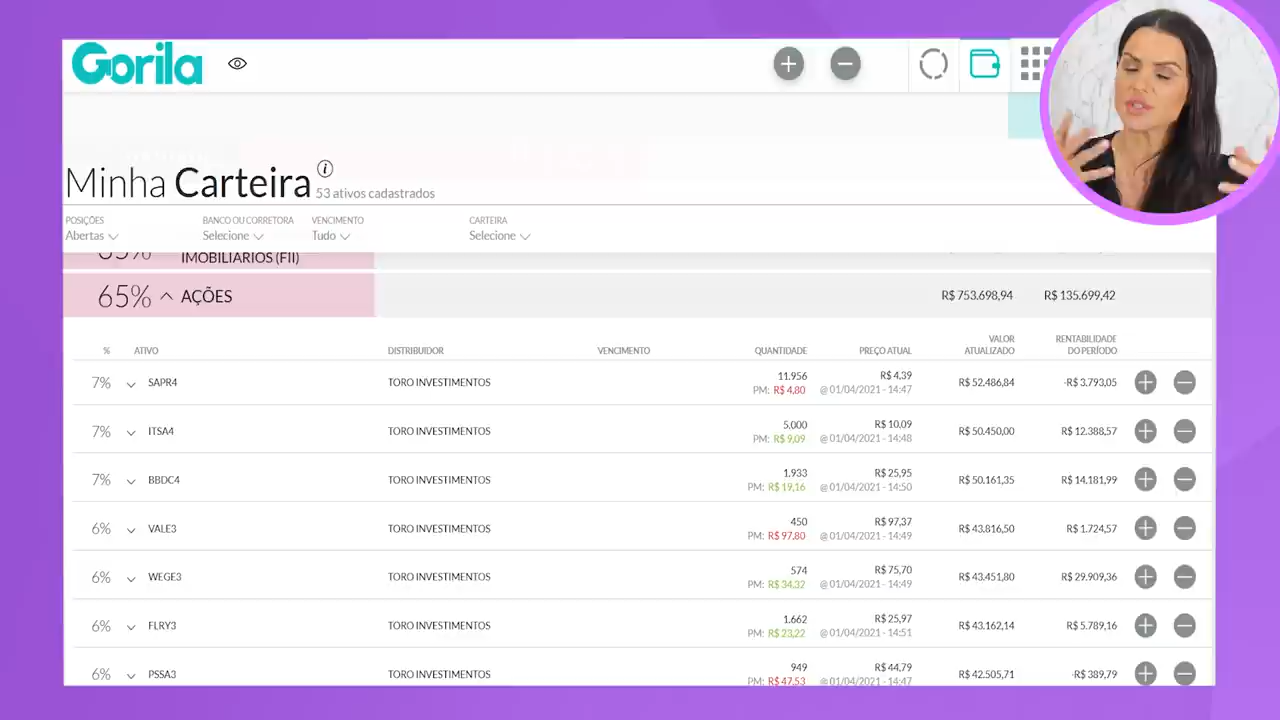 Gorila
Minha Carteira i
53 ativos cadastrados
POSIÇÕES BANCO OU CORRETORA VENCIMENTO CARTEIRA
Abertas Selecione Tudo Selecione
IMOBILIÁRIOS (FII)
65% AÇÕES R$ 753.698,94 R$ 135.699,42
% ATIVO DISTRIBUIDOR VENCIMENTO QUANTIDADE PREÇO ATUAL VALOR ATUALIZADO RENTABILIDADE DO PERÍODO
7% SAPR4 TORO INVESTIMENTOS 11.956 R$ 4,39 R$ 52.486,84 -R$ 3.793,05
PM: R$ 4,80 @ 01/04/2021 - 14:47
7% ITSA4 TORO INVESTIMENTOS 5.000 R$ 10,09 R$ 50.450,00 R$ 12.388,57
PM: R$ 9,09 @ 01/04/2021 - 14:48
7% BBDC4 TORO INVESTIMENTOS 1.933 R$ 25,95 R$ 50.161,35 R$ 14.181,99
PM: R$ 19,16 @ 01/04/2021 - 14:50
6% VALE3 TORO INVESTIMENTOS 450 R$ 97,37 R$ 43.816,50 R$ 1.724,57
PM: R$ 97,80 @ 01/04/2021 - 14:49
6% WEGE3 TORO INVESTIMENTOS 574 R$ 75,70 R$ 43.451,80 R$ 29.909,36
PM: R$ 34,32 @ 01/04/2021 - 14:49
6% FLRY3 TORO INVESTIMENTOS 1.662 R$ 25,97 R$ 43.162,14 R$ 5.789,16
PM: R$ 23,22 @ 01/04/2021 - 14:51
6% PSSA3 TORO INVESTIMENTOS 949 R$ 44,79 R$ 42.505,71 -R$ 389,79
PM: R$ 47,53 @ 01/04/2021 - 14:47